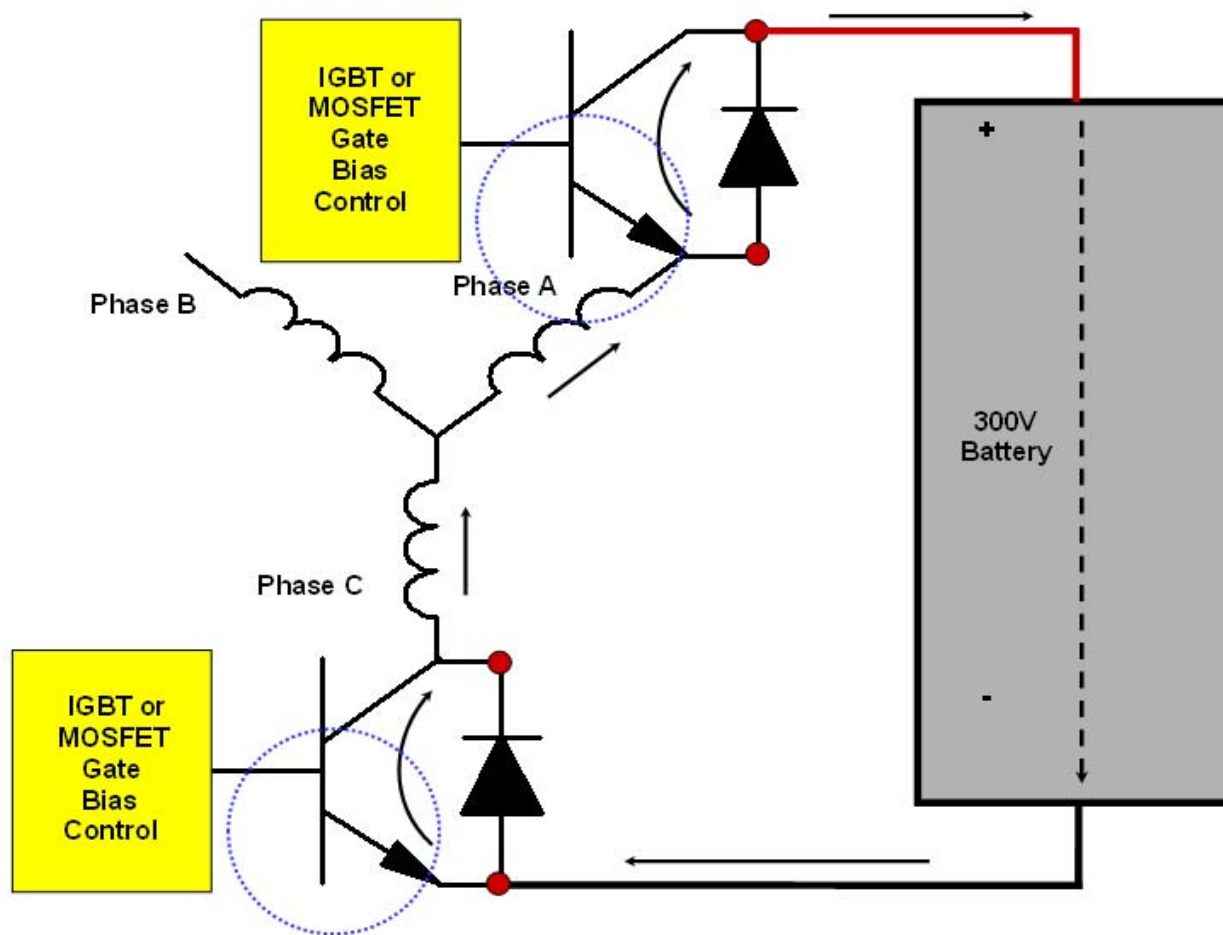 IGBT or
MOSFET
Gate
Bias
Control
Phase B
Phase A
+
300V
Battery
-
Phase C
IGBT or
MOSFET
Gate
Bias
Control